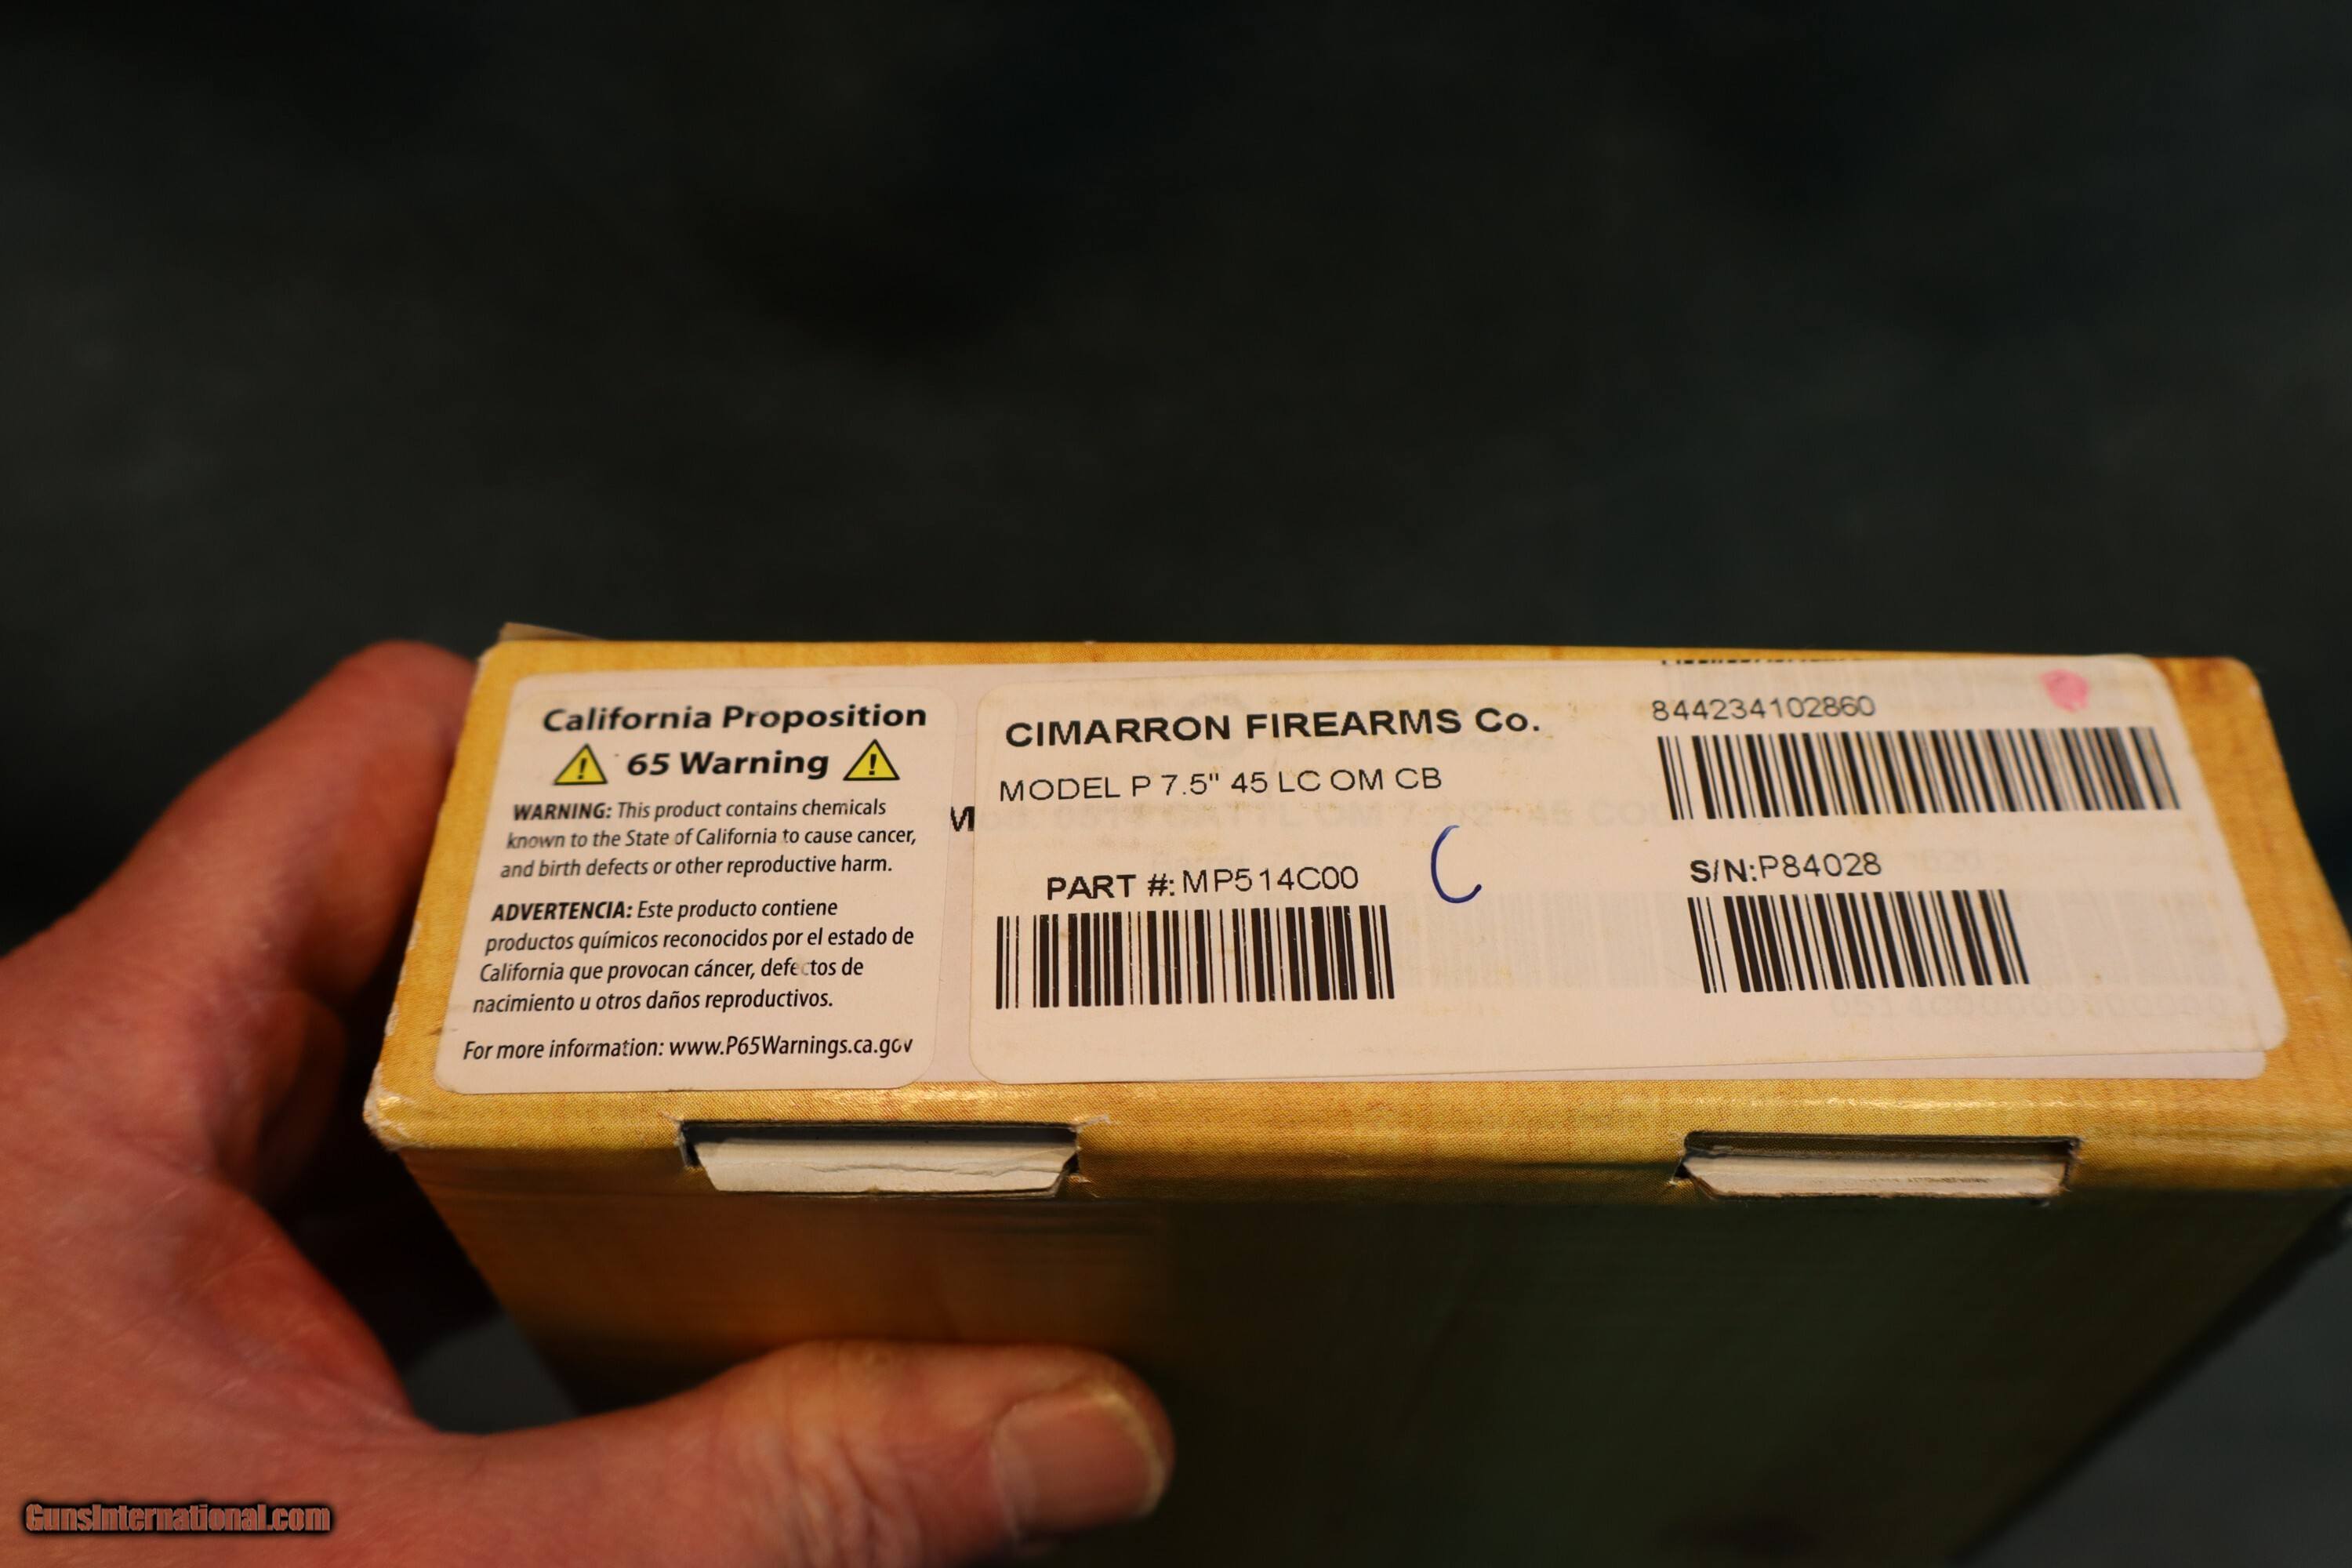 California Proposition
65 Warning
WARNING: This product contains chemicals
known to the State of California to cause cancer,
and birth defects or other reproductive harm.
ADVERTENCIA: Este producto contiene
productos químicos reconocidos por el estado de
California que provocan cáncer, defectos de
nacimiento u otros daños reproductivos.
For more information: www.P65Warnings.ca.gov
CIMARRON FIREARMS Co.
MODEL P 7.5" 45 LC OM CB
PART #: MP514C00
C
844234102860
S/N:P84028
GunsInternational.com